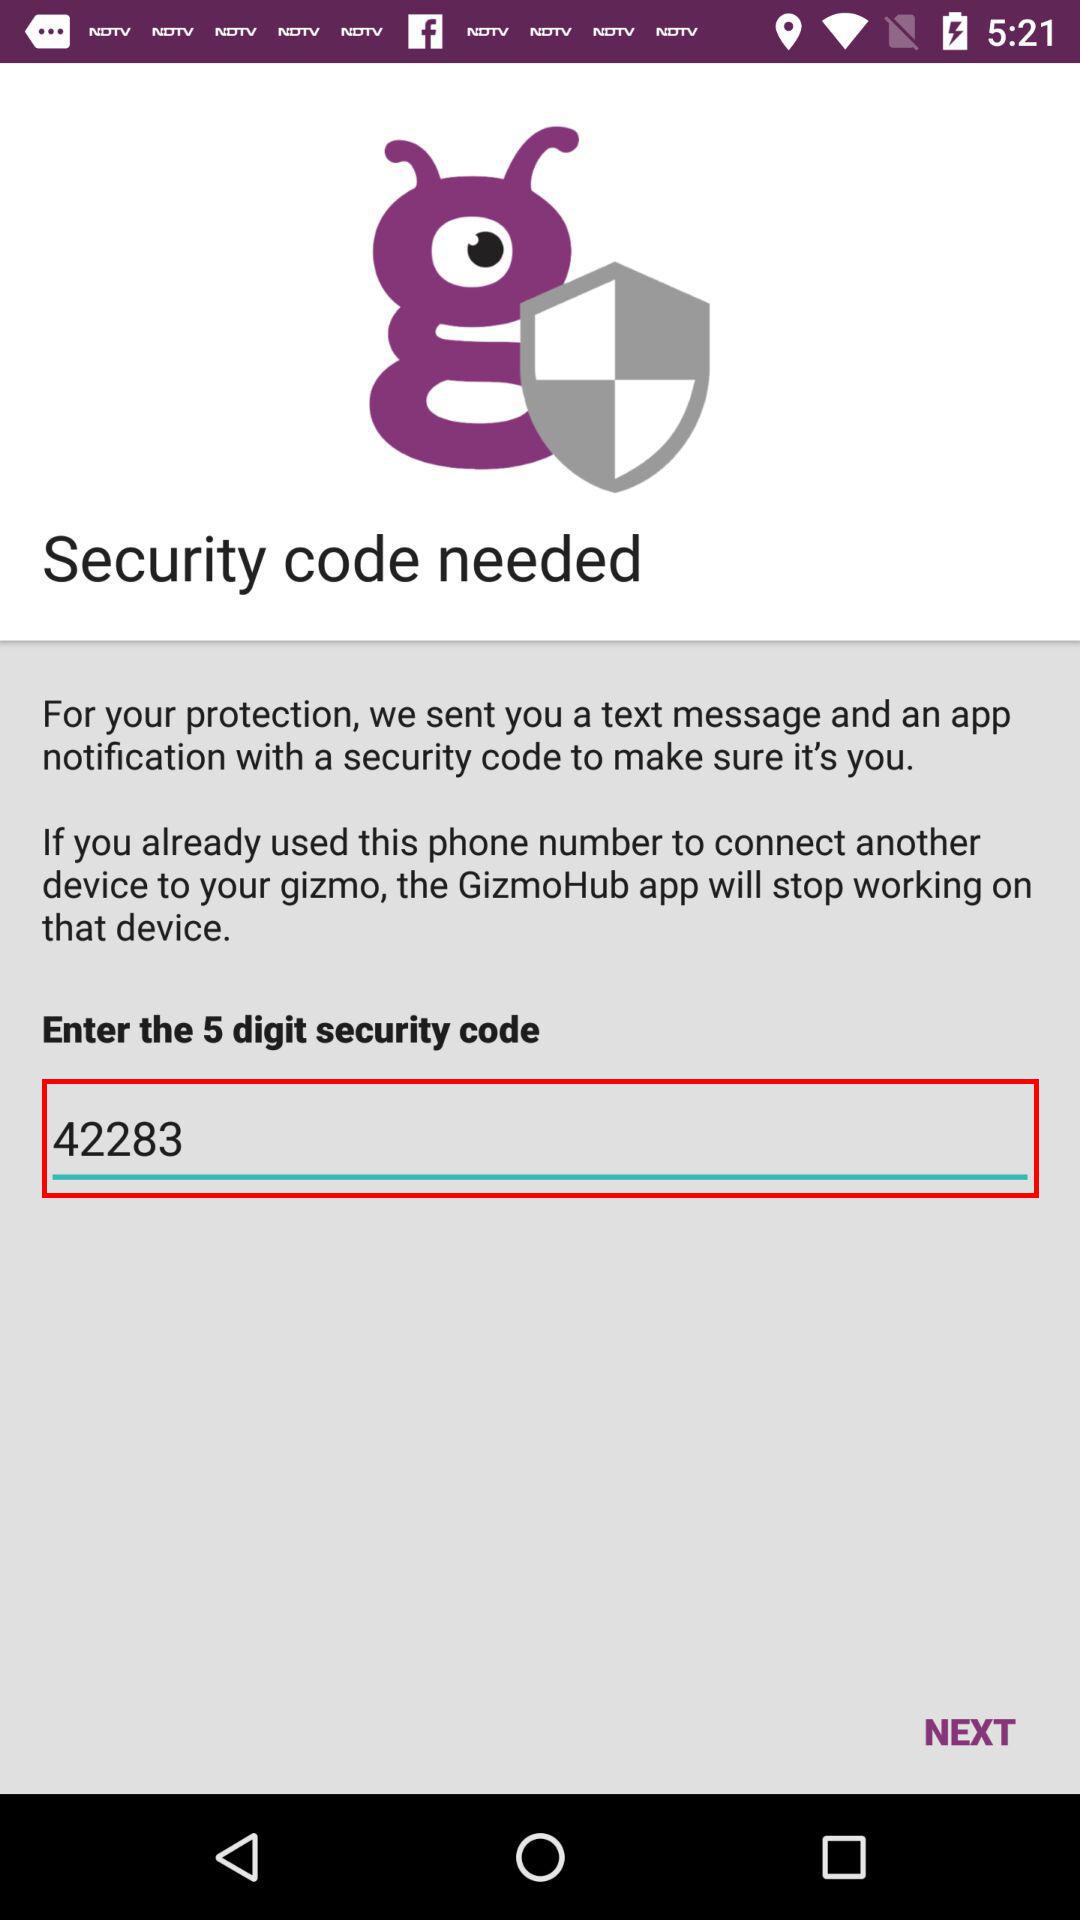 NDTV NDTV NDTV NDTV NDTV NDTV NDTV NDTV NDTV 5:21
Security code needed
For your protection, we sent you a text message and an app
notification with a security code to make sure it’s you.
If you already used this phone number to connect another
device to your gizmo, the GizmoHub app will stop working on
that device.
Enter the 5 digit security code
42283
NEXT